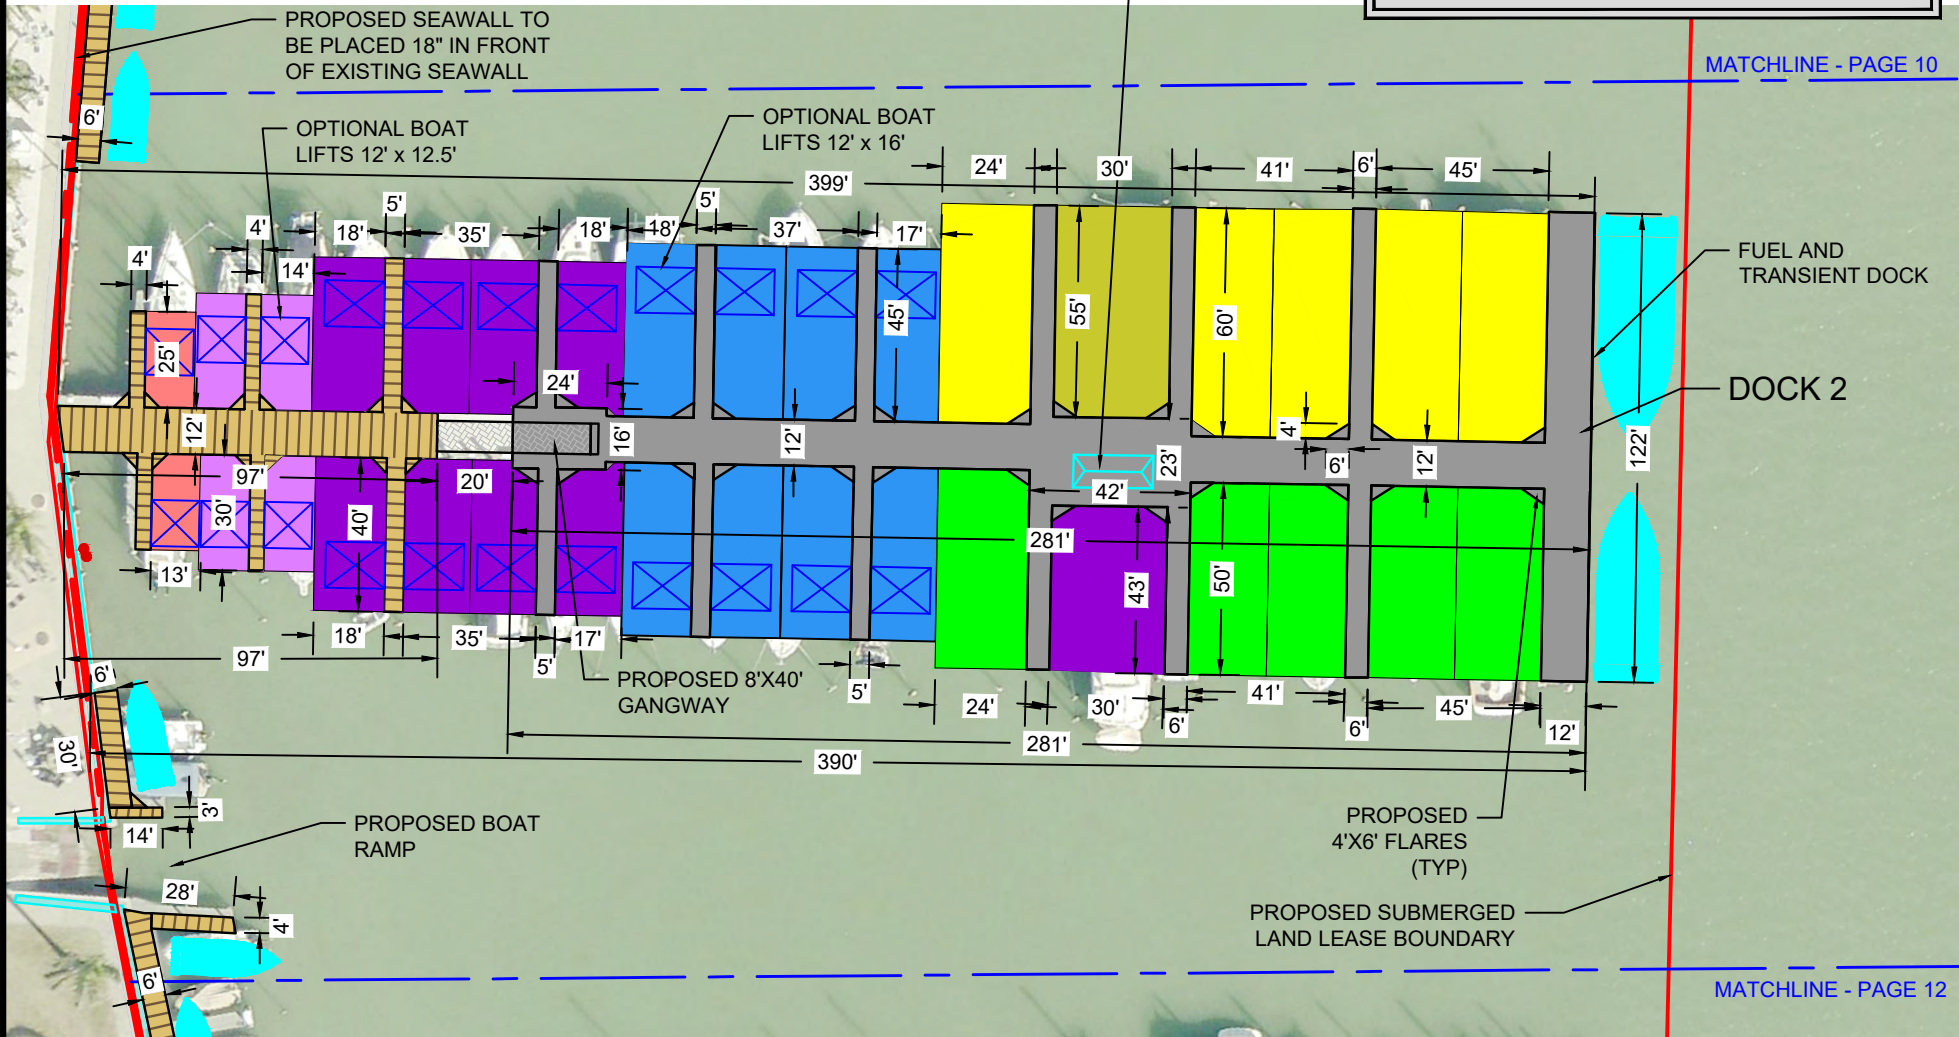 PROPOSED SEAWALL TO
BE PLACED 18" IN FRONT
OF EXISTING SEAWALL
MATCHLINE - PAGE 10
6'
OPTIONAL BOAT
LIFTS 12' x 12.5'
OPTIONAL BOAT
LIFTS 12' x 16'
399'
24'
30'
41'
6'
45'
4'
4'
14'
18'
5'
35'
18'
18'
5'
37'
17'
FUEL AND
TRANSIENT DOCK
DOCK 2
25'
45'
55'
60'
24'
12'
16'
12'
4'
6'
12'
23'
122'
97'
20'
42'
30'
40'
281'
43'
50'
13'
18'
35'
5'
17'
97'
PROPOSED 8'X40'
GANGWAY
5'
24'
30'
6'
41'
6'
45'
12'
281'
390'
6'
30'
3'
14'
PROPOSED BOAT
RAMP
28'
4'
6'
PROPOSED
4'X6' FLARES
(TYP)
PROPOSED SUBMERGED
LAND LEASE BOUNDARY
MATCHLINE - PAGE 12